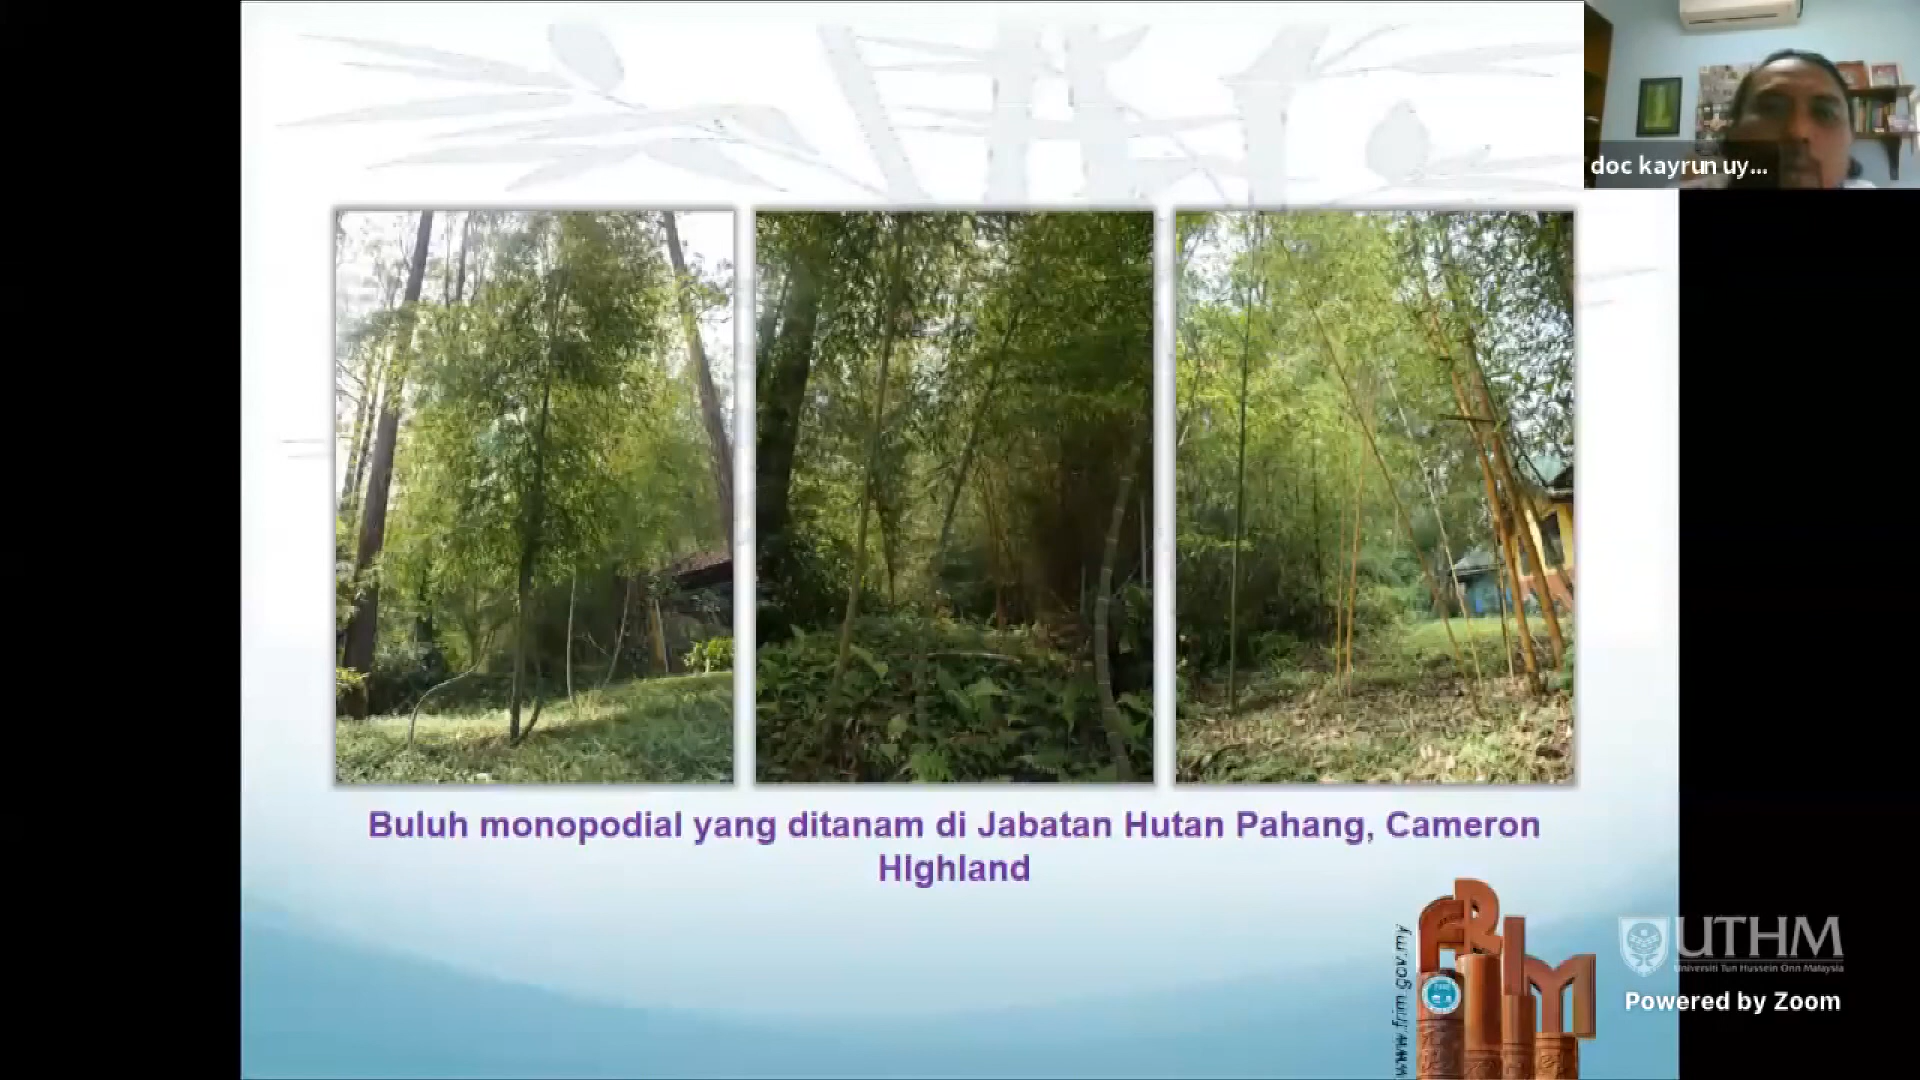 doc kayrun uy...
Buluh monopodial yang ditanam di Jabatan Hutan Pahang, Cameron
Highland
www.frim.gov.my
FRIM
UTHM
Universiti Tun Hussein Onn Malaysia
Powered by Zoom